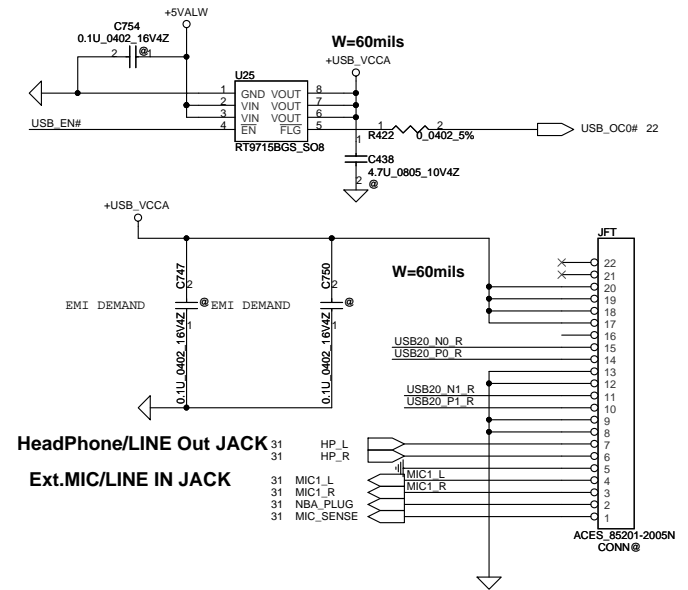 +5VALW
C754
0.1U_0402_16V4Z
2 @ 1
W=60mils
+USB_VCCA
U25
1 GND VOUT 8
2 VIN VOUT 7
3 VIN VOUT 6
USB_EN# 4 EN FLG 5
RT9715BGS_SO8
1 R422 2 0_0402_5%
USB_OC0# 22
1
C438
4.7U_0805_10V4Z
2
@
+USB_VCCA
JFT
C747
C750
W=60mils
2
2
EMI DEMAND @
EMI DEMAND @
1
1
0.1U_0402_16V4Z
0.1U_0402_16V4Z
22
21
20
19
18
17
16
USB20_N0_R 15
USB20_P0_R 14
13
12
USB20_N1_R 11
USB20_P1_R 10
9
8
HeadPhone/LINE Out JACK 31 HP_L 7
31 HP_R 6
5
Ext.MIC/LINE IN JACK 31 MIC1_L MIC1_L 4
31 MIC1_R MIC1_R 3
31 NBA_PLUG 2
31 MIC_SENSE 1
ACES_85201-2005N
CONN@